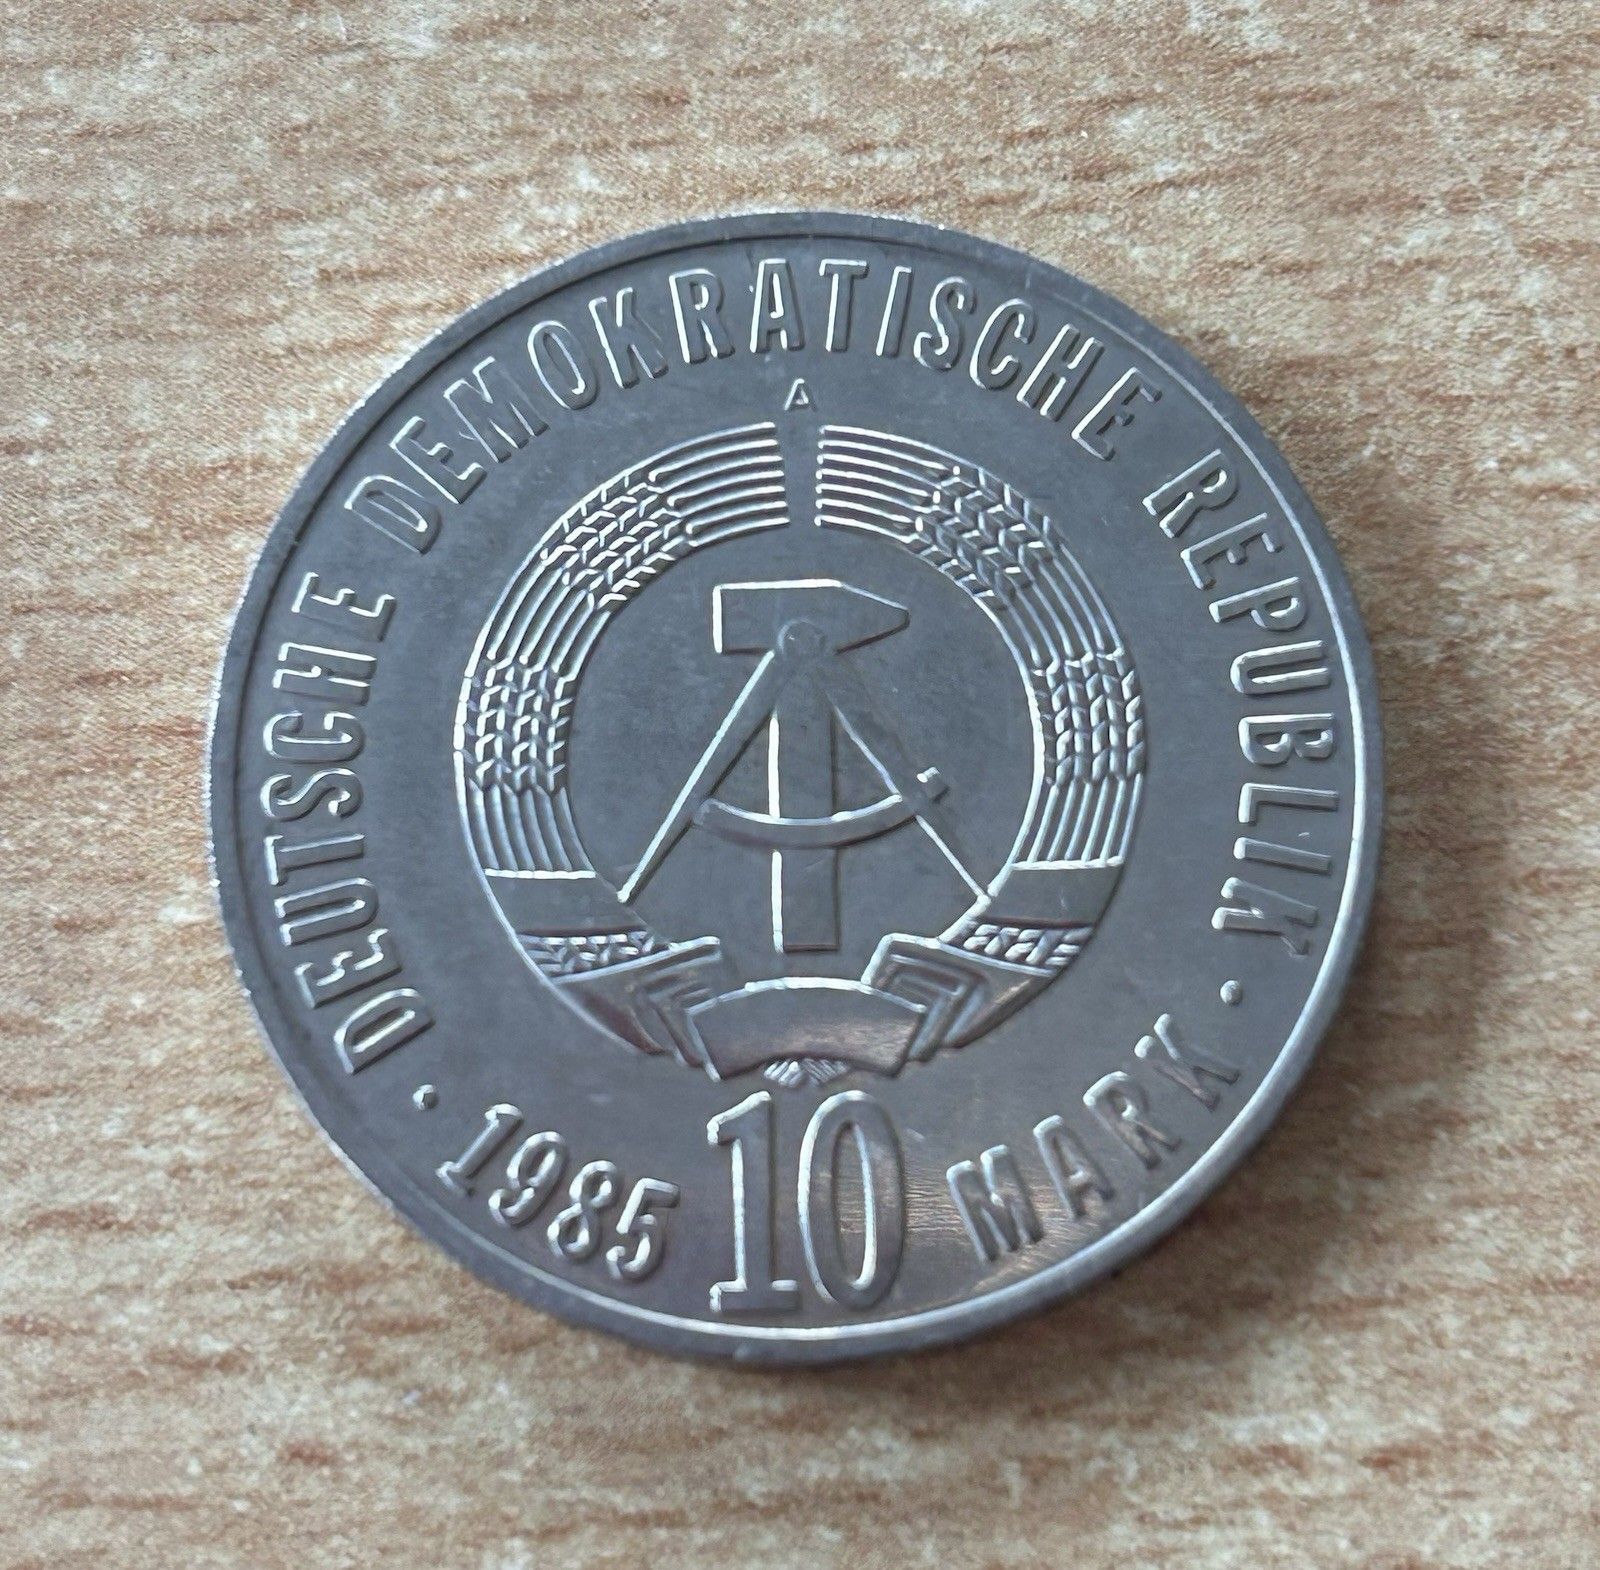 DEUTSCHE DEMOKRATISCHE REPUBLIK
A
· 1985 10 MARK ·